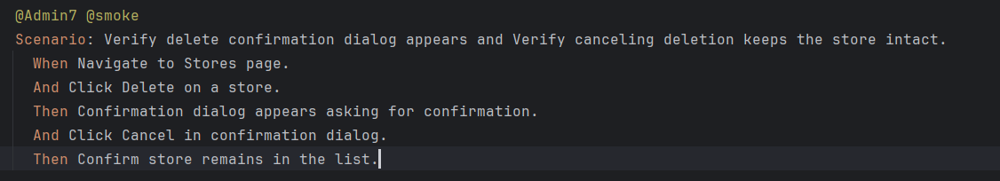 @Admin7 @smoke
Scenario: Verify delete confirmation dialog appears and Verify canceling deletion keeps the store intact.
When Navigate to Stores page.
And Click Delete on a store.
Then Confirmation dialog appears asking for confirmation.
And Click Cancel in confirmation dialog.
Then Confirm store remains in the list.